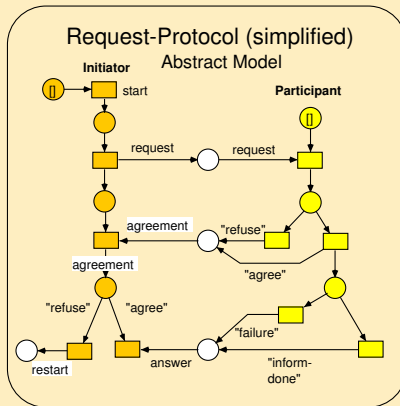 Request-Protocol (simplified)
Abstract Model
Initiator
Participant
[]
start
[]
request
request
agreement
"refuse"
agreement
"agree"
"refuse"
"agree"
"failure"
restart
answer
"inform-
done"